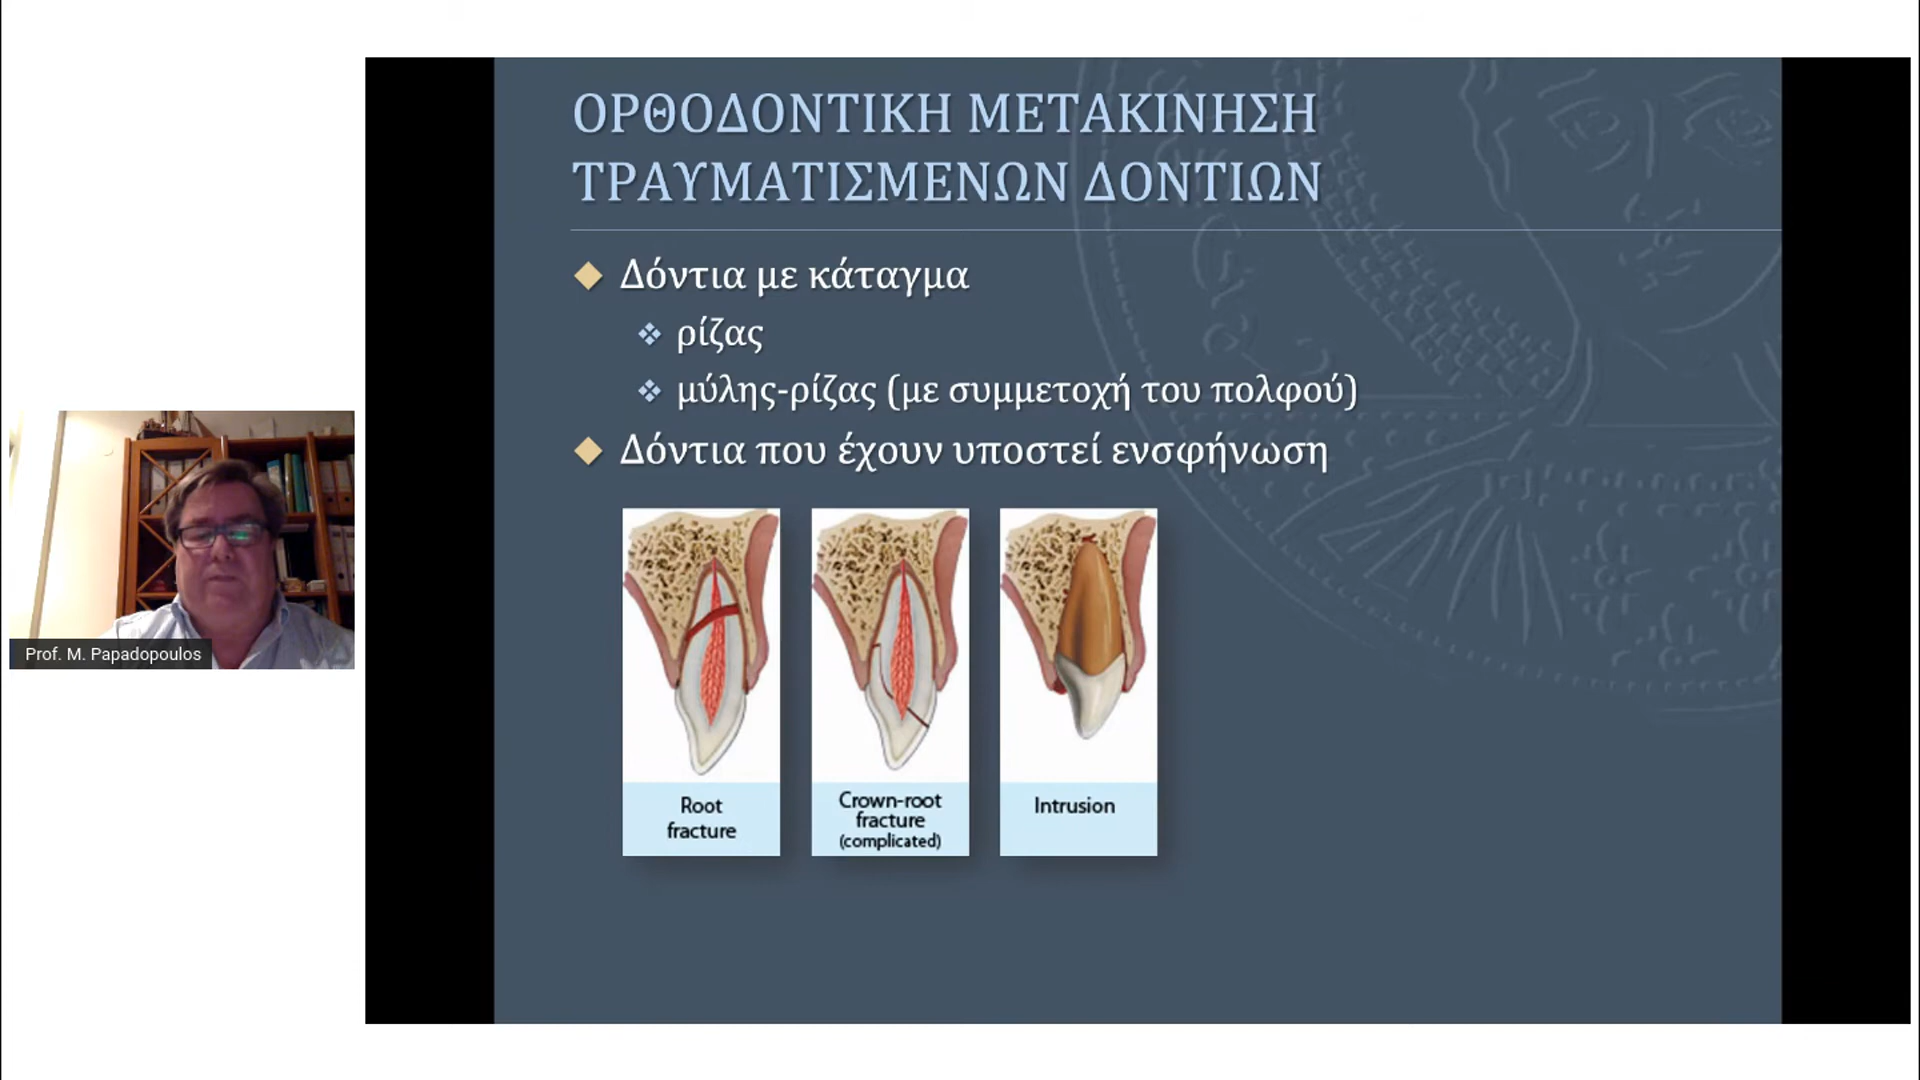 ΟΡΘΟΔΟΝΤΙΚΗ ΜΕΤΑΚΙΝΗΣΗ
ΤΡΑΥΜΑΤΙΣΜΕΝΩΝ ΔΟΝΤΙΩΝ
Δόντια με κάταγμα
ρίζας
μύλης-ρίζας (με συμμετοχή του πολφού)
Δόντια που έχουν υποστεί ενσφήνωση
Root
fracture
Crown-root
fracture
(complicated)
Intrusion
Prof. M. Papadopoulos